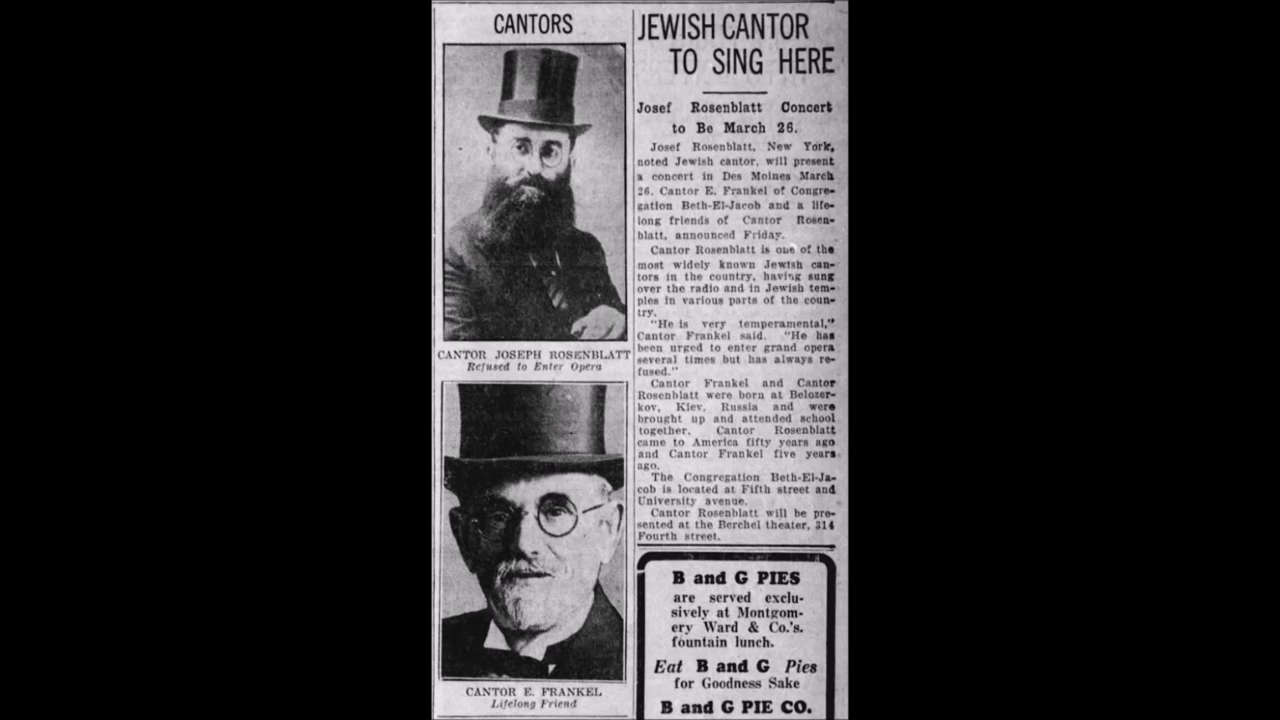 CANTORS
CANTOR JOSEPH ROSENBLATT
Refused to Enter Opera
CANTOR E. FRANKEL
Lifelong Friend
JEWISH CANTOR
TO SING HERE
Josef Rosenblatt Concert
to Be March 26.
Josef Rosenblatt, New York,
noted Jewish cantor, will present
a concert in Des Moines March
26. Cantor E. Frankel of Congre-
gation Beth-El-Jacob and a life-
long friends of Cantor Rosen-
blatt, announced Friday.
Cantor Rosenblatt is one of the
most widely known Jewish can-
tors in the country, having sung
over the radio and in Jewish tem-
ples in various parts of the coun-
try.
"He is very temperamental,"
Cantor Frankel said. "He has
been urged to enter grand opera
several times but has always re-
fused."
Cantor Frankel and Cantor
Rosenblatt were born at Belozer-
kov, Kiev, Russia and were
brought up and attended school
together. Cantor Rosenblatt
came to America fifty years ago
and Cantor Frankel five years
ago.
The Congregation Beth-El-Ja-
cob is located at Fifth street and
University avenue.
Cantor Rosenblatt will be pre-
sented at the Berchel theater, 314
Fourth street.
B and G PIES
are served exclu-
sively at Montgom-
ery Ward & Co.'s.
fountain lunch.
Eat B and G Pies
for Goodness Sake
B and G PIE CO.